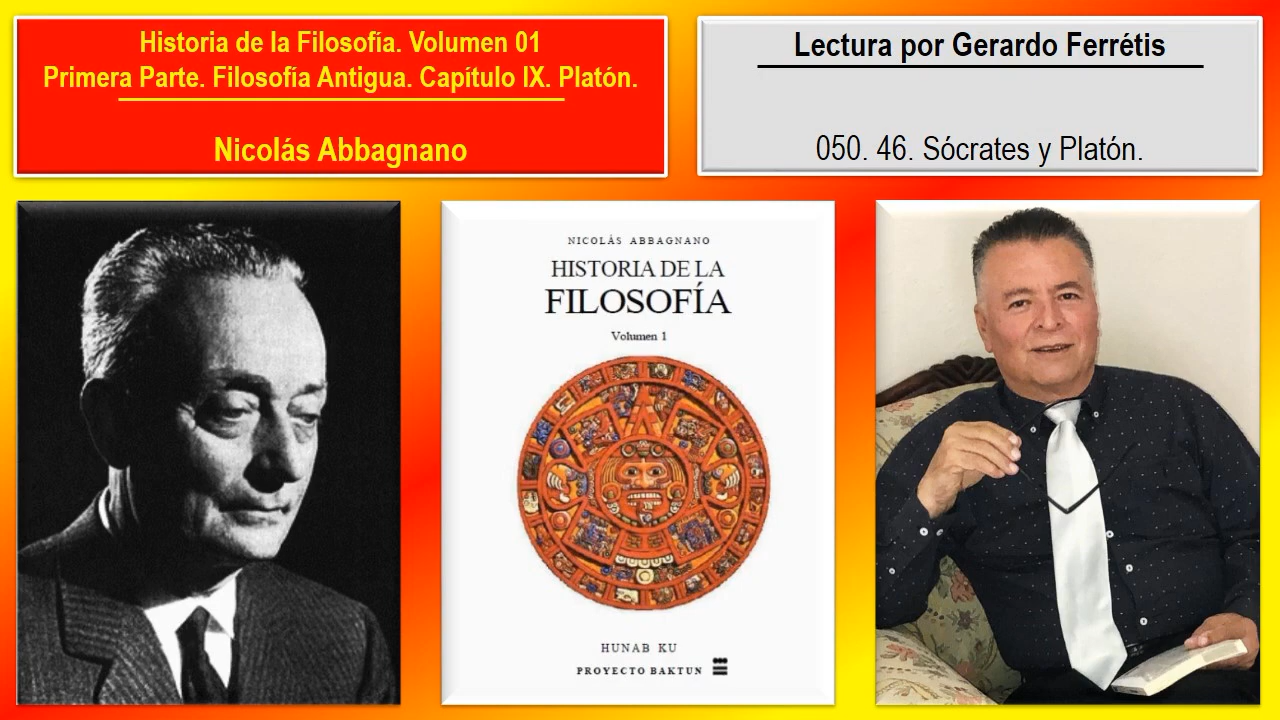 Historia de la Filosofía. Volumen 01
Primera Parte. Filosofía Antigua. Capítulo IX. Platón.
Nicolás Abbagnano
Lectura por Gerardo Ferrétis
050. 46. Sócrates y Platón.
NICOLÁS ABBAGNANO
HISTORIA DE LA
FILOSOFÍA
Volumen 1
HUNAB KU
PROYECTO BAKTUN